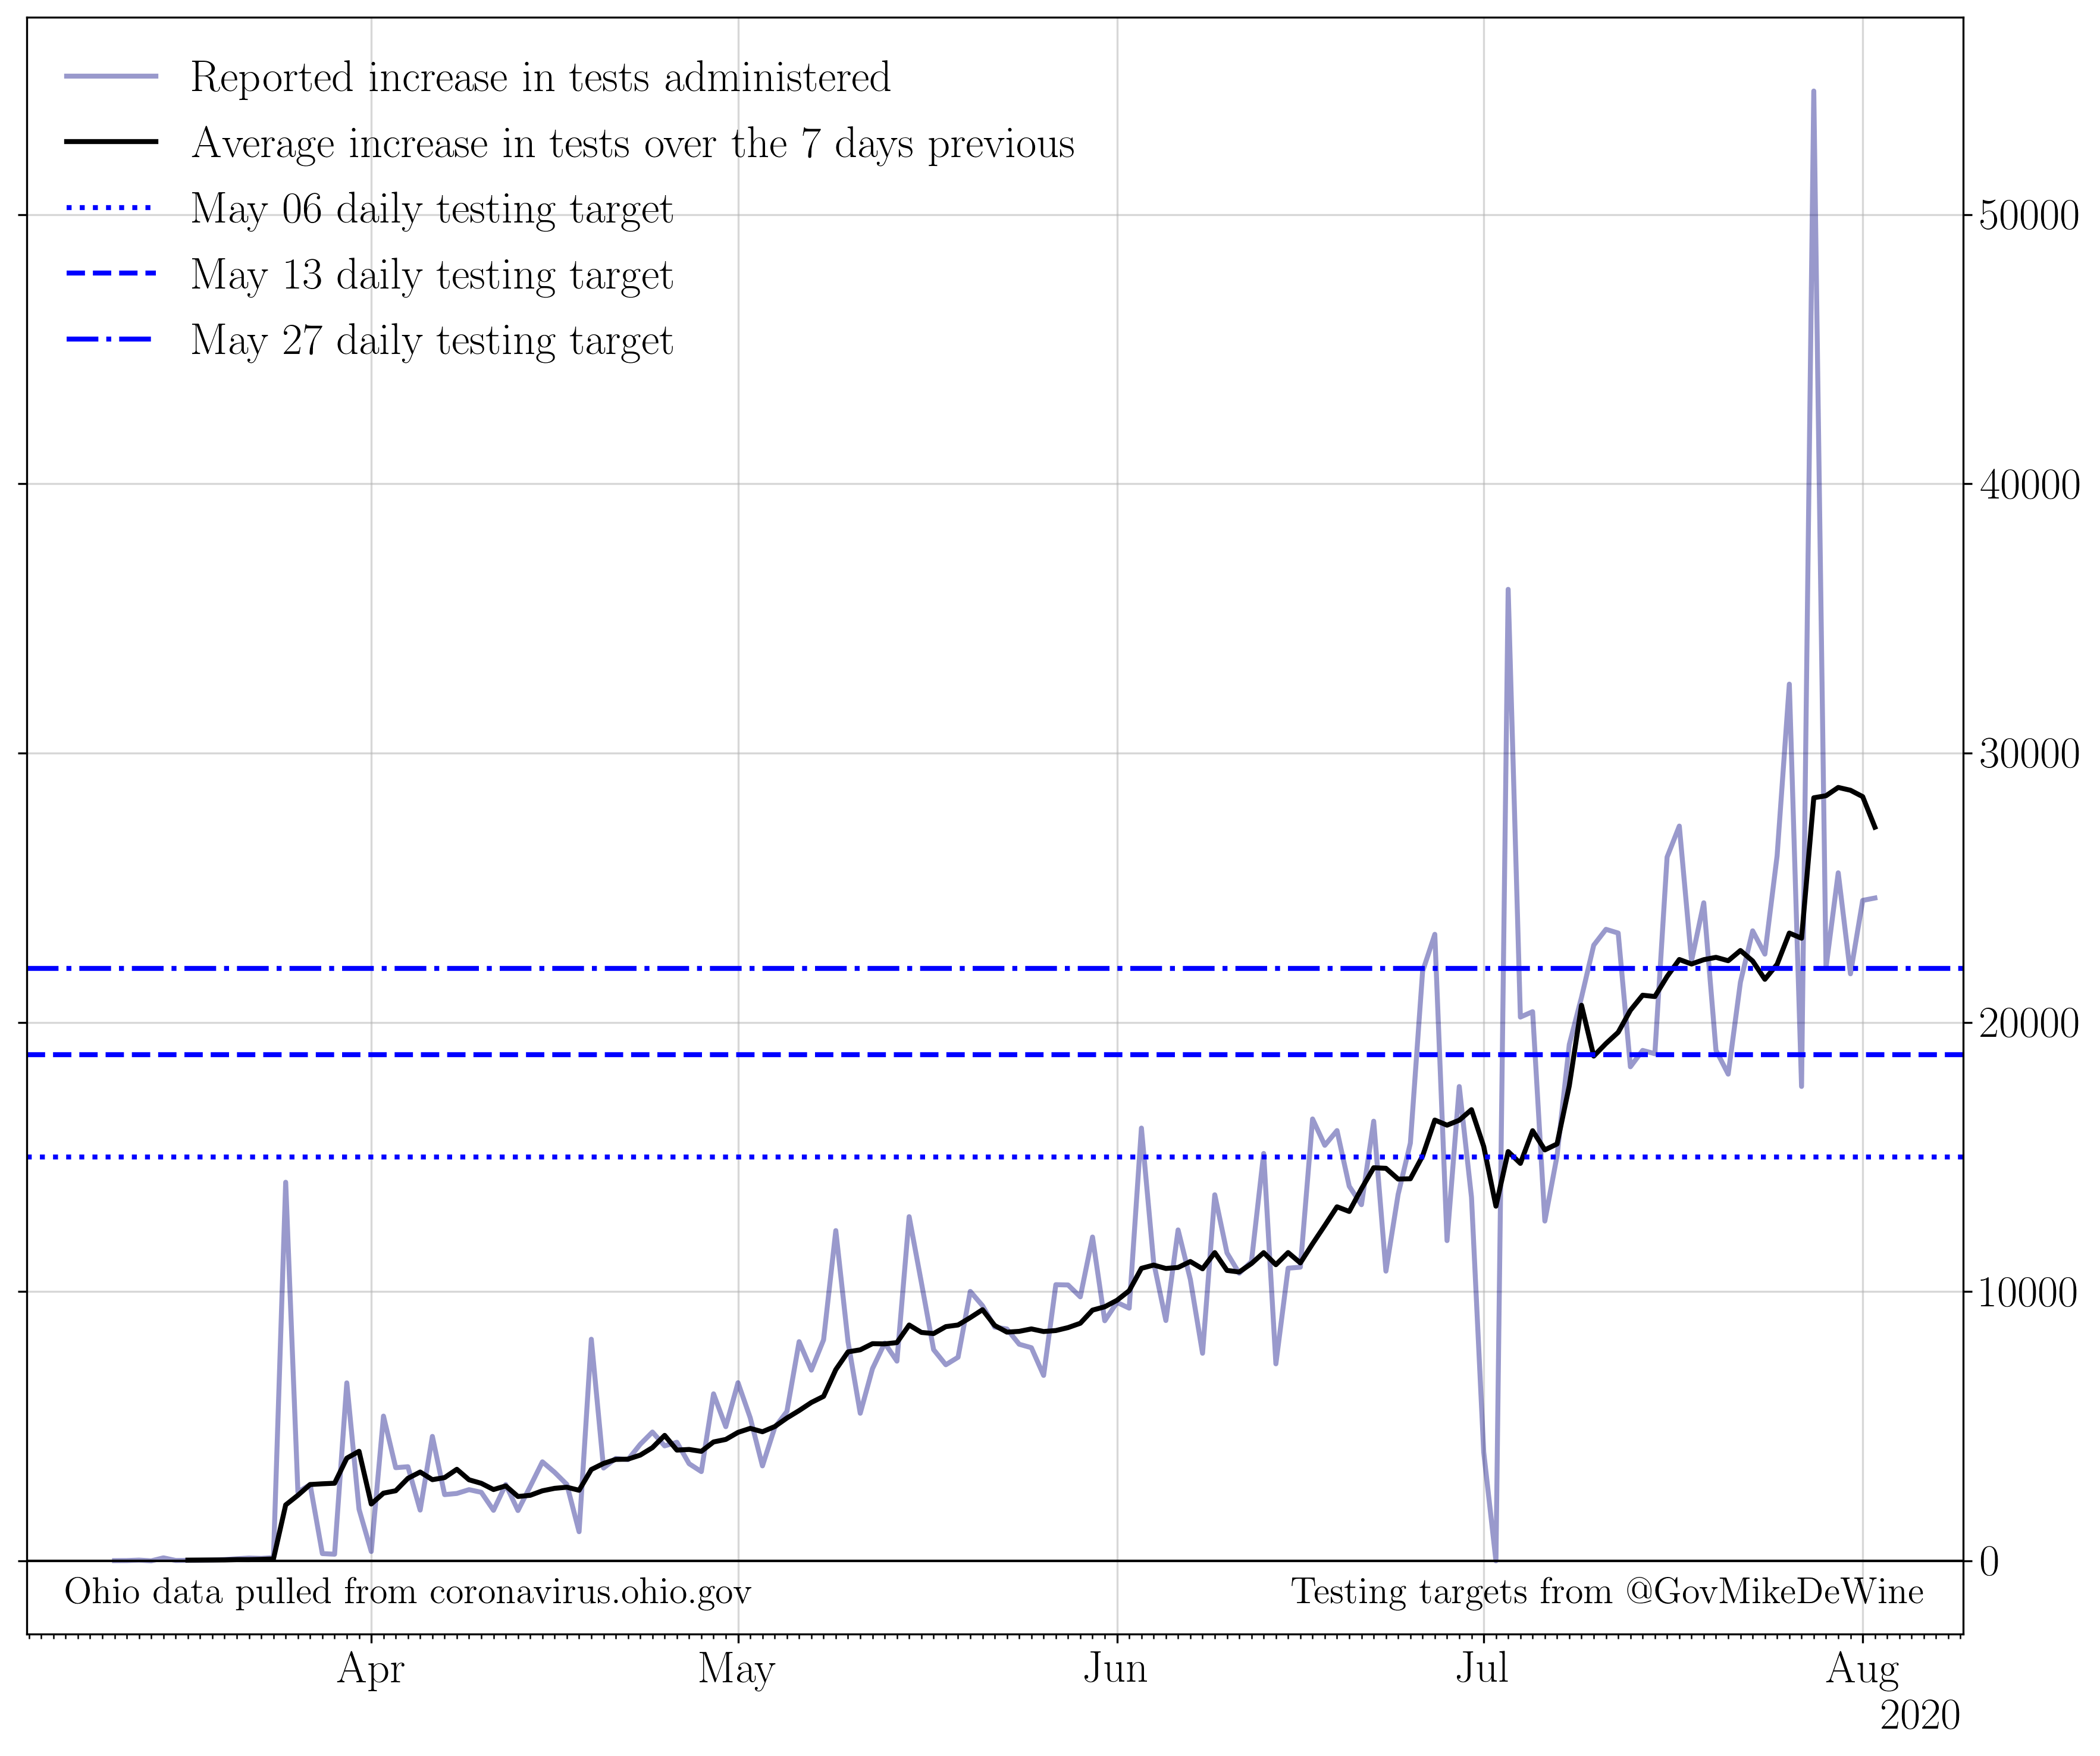 Reported increase in tests administered
Average increase in tests over the 7 days previous
May 06 daily testing target
May 13 daily testing target
May 27 daily testing target
50000
40000
30000
20000
10000
0
Ohio data pulled from coronavirus.ohio.gov
Testing targets from @GovMikeDeWine
Apr
May
Jun
Jul
Aug
2020